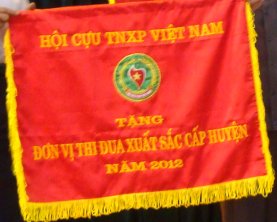 HỘI CỰU TNXP VIỆT NAM
TẶNG
ĐƠN VỊ THI ĐUA XUẤT SẮC CẤP HUYỆN
NĂM 2012